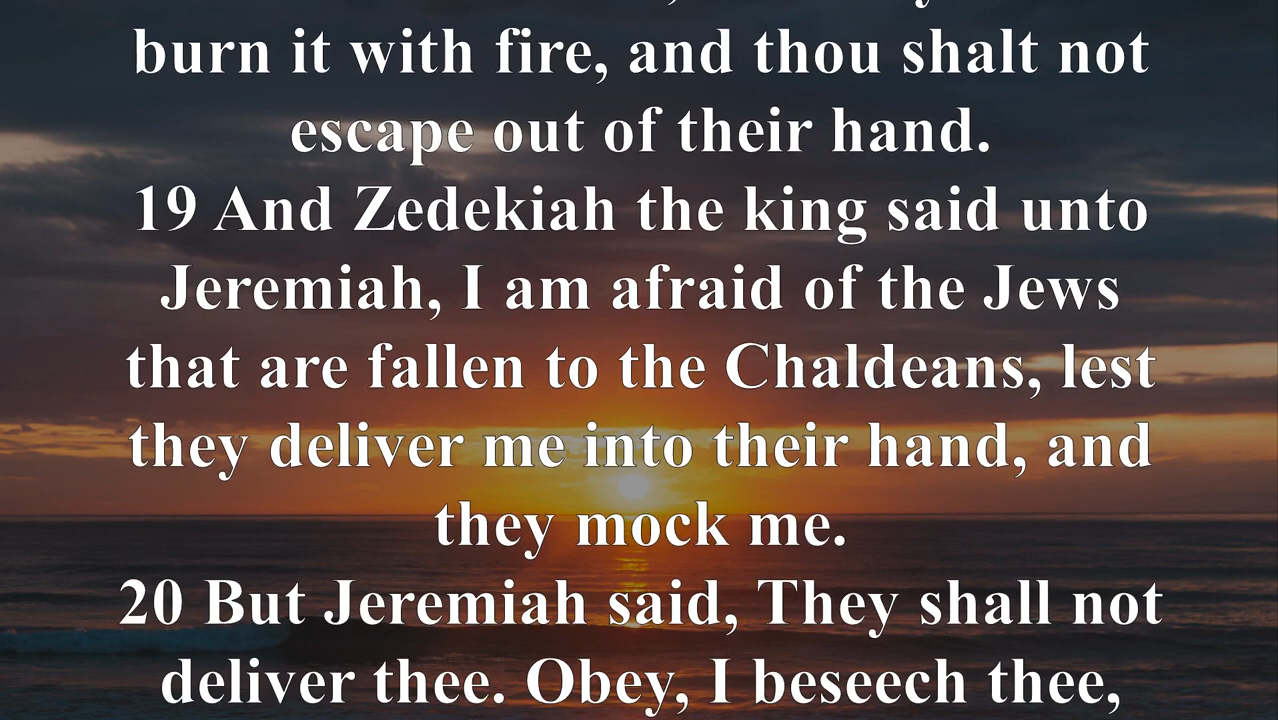 burn it with fire, and thou shalt not
escape out of their hand.
19 And Zedekiah the king said unto
Jeremiah, I am afraid of the Jews
that are fallen to the Chaldeans, lest
they deliver me into their hand, and
they mock me.
20 But Jeremiah said, They shall not
deliver thee. Obey, I beseech thee,